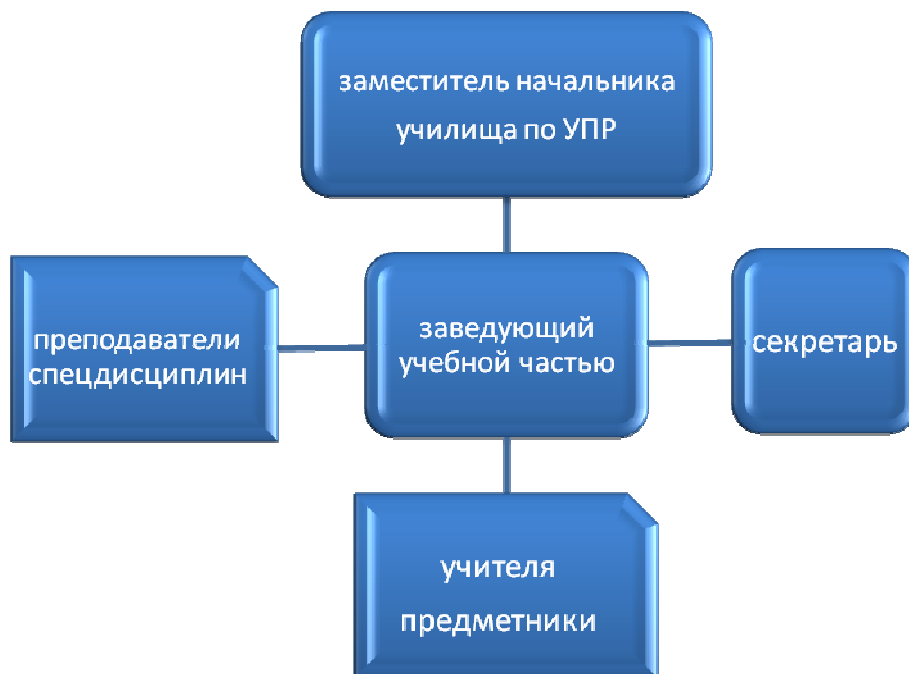 заместитель начальника
училища по УПР
преподаватели
спецдисциплин
заведующий
учебной частью
секретарь
учителя
предметники